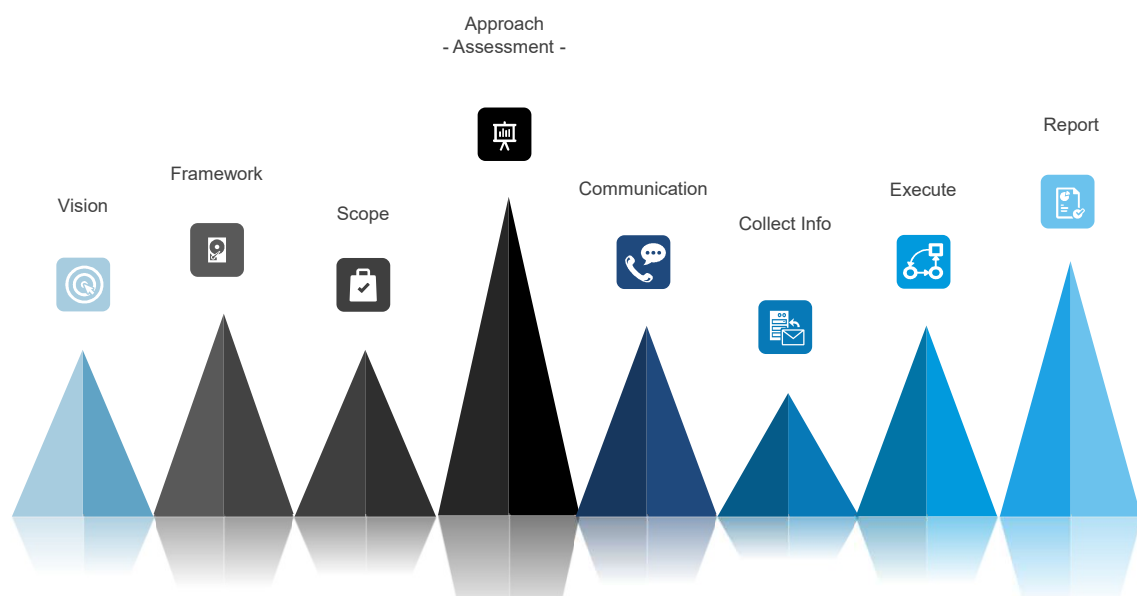 Vision
Framework
Scope
Approach
- Assessment -
Communication
Collect Info
Execute
Report